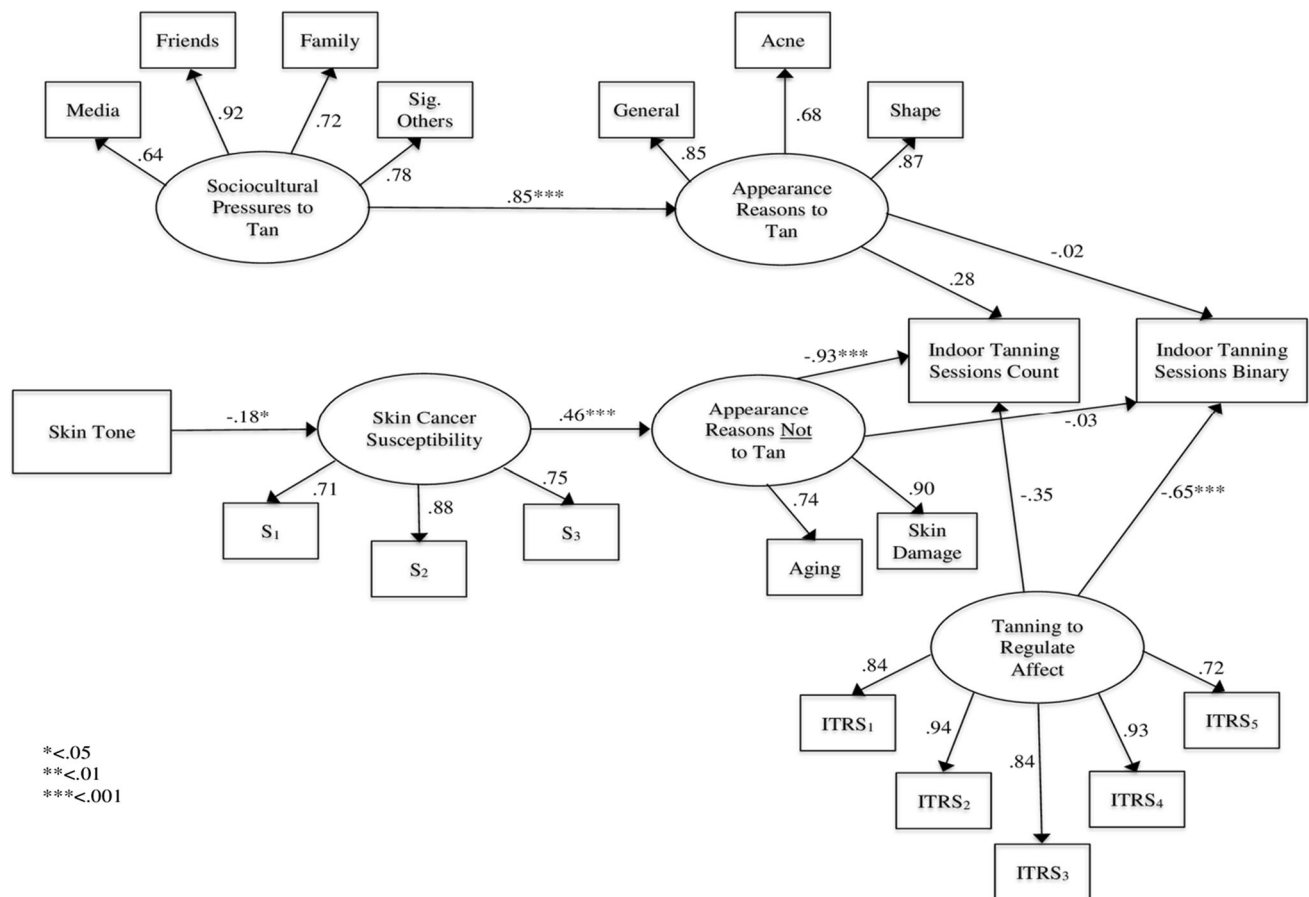 Friends
Family
Acne
Media
Sig.
Others
General
Shape
.92
.72
.68
.64
.78
.85
.87
Sociocultural
Pressures to
Tan
.85***
Appearance
Reasons to
Tan
-.02
.28
Indoor Tanning
Sessions Count
Indoor Tanning
Sessions Binary
-.93***
Skin Tone
-.18*
Skin Cancer
Susceptibility
.46***
Appearance
Reasons Not
to Tan
-.03
.71
.88
.75
.74
.90
-.35
-.65***
S₁
S₂
S₃
Aging
Skin
Damage
Tanning to
Regulate
Affect
.84
.94
.84
.93
.72
ITRS₁
ITRS₂
ITRS₃
ITRS₄
ITRS₅
*<.05
**<.01
***<.001